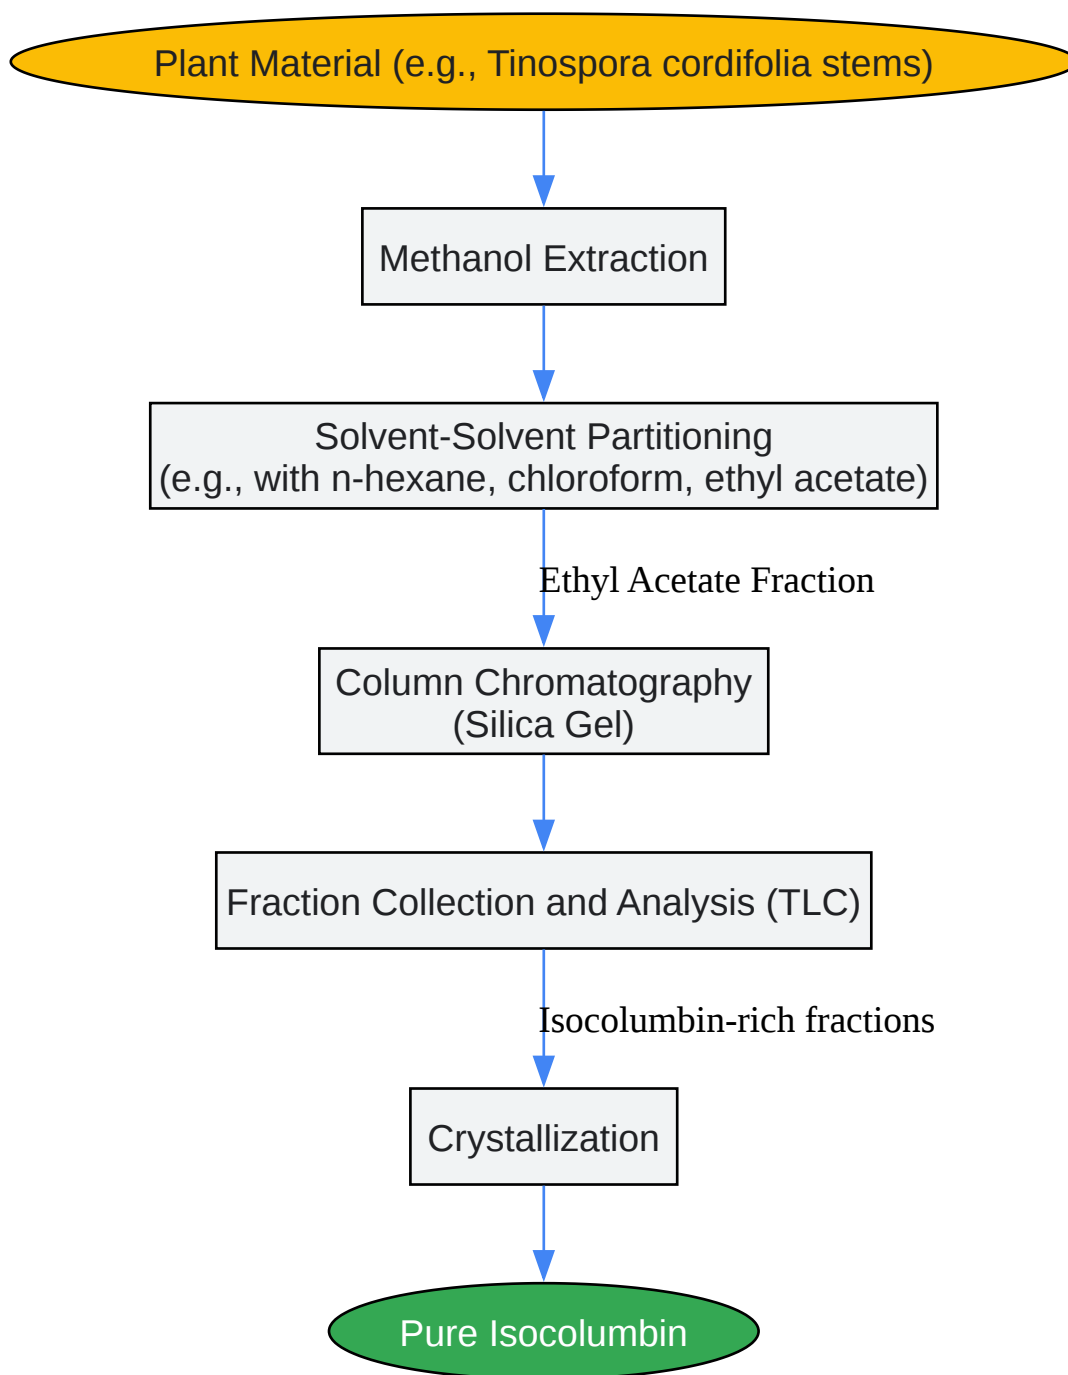 Plant Material (e.g., Tinospora cordifolia stems)
Methanol Extraction
Solvent-Solvent Partitioning
(e.g., with n-hexane, chloroform, ethyl acetate)
Ethyl Acetate Fraction
Column Chromatography
(Silica Gel)
Fraction Collection and Analysis (TLC)
Isocolumbin-rich fractions
Crystallization
Pure Isocolumbin